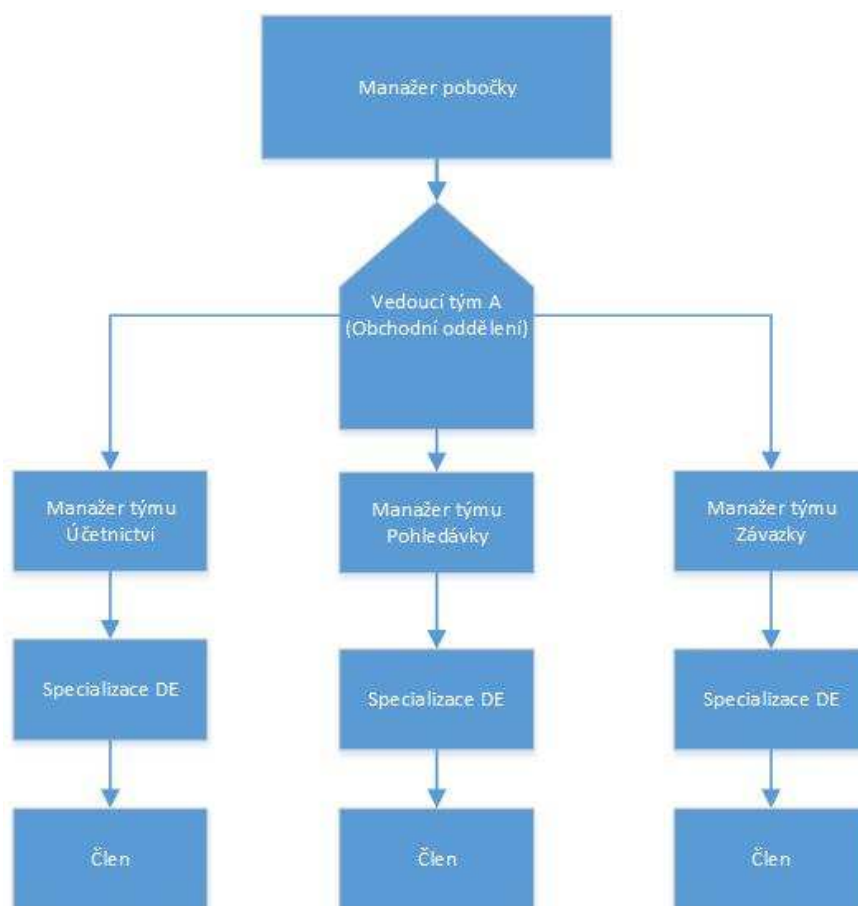 Manažer pobočky
Vedoucí tým A
(Obchodní oddělení)
Manažer týmu
Účetnictví
Manažer týmu
Pohledávky
Manažer týmu
Závazky
Specializace DE
Specializace DE
Specializace DE
Člen
Člen
Člen